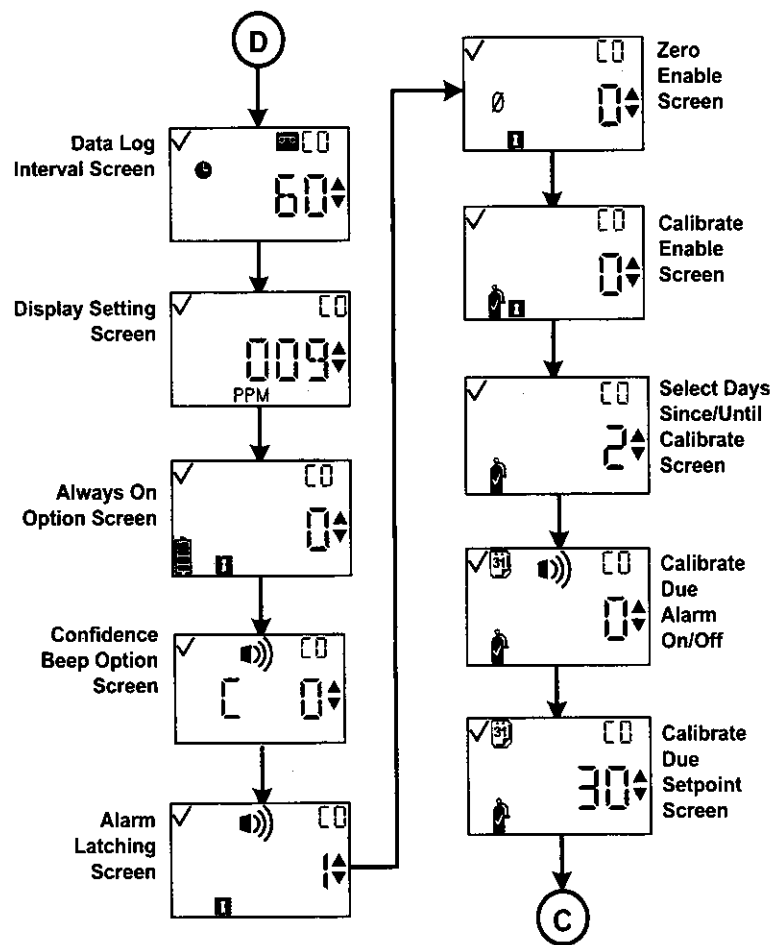 D
Data Log
Interval Screen
CO
60
Display Setting
Screen
CO
009
PPM
Always On
Option Screen
CO
0
Confidence
Beep Option
Screen
CO
C 0
Alarm
Latching
Screen
CO
1
Zero
Enable
Screen
CO
Ø 0
Calibrate
Enable
Screen
CO
0
Select Days
Since/Until
Calibrate
Screen
CO
2
Calibrate
Due
Alarm
On/Off
31 CO
0
Calibrate
Due
Setpoint
Screen
31 CO
30
C